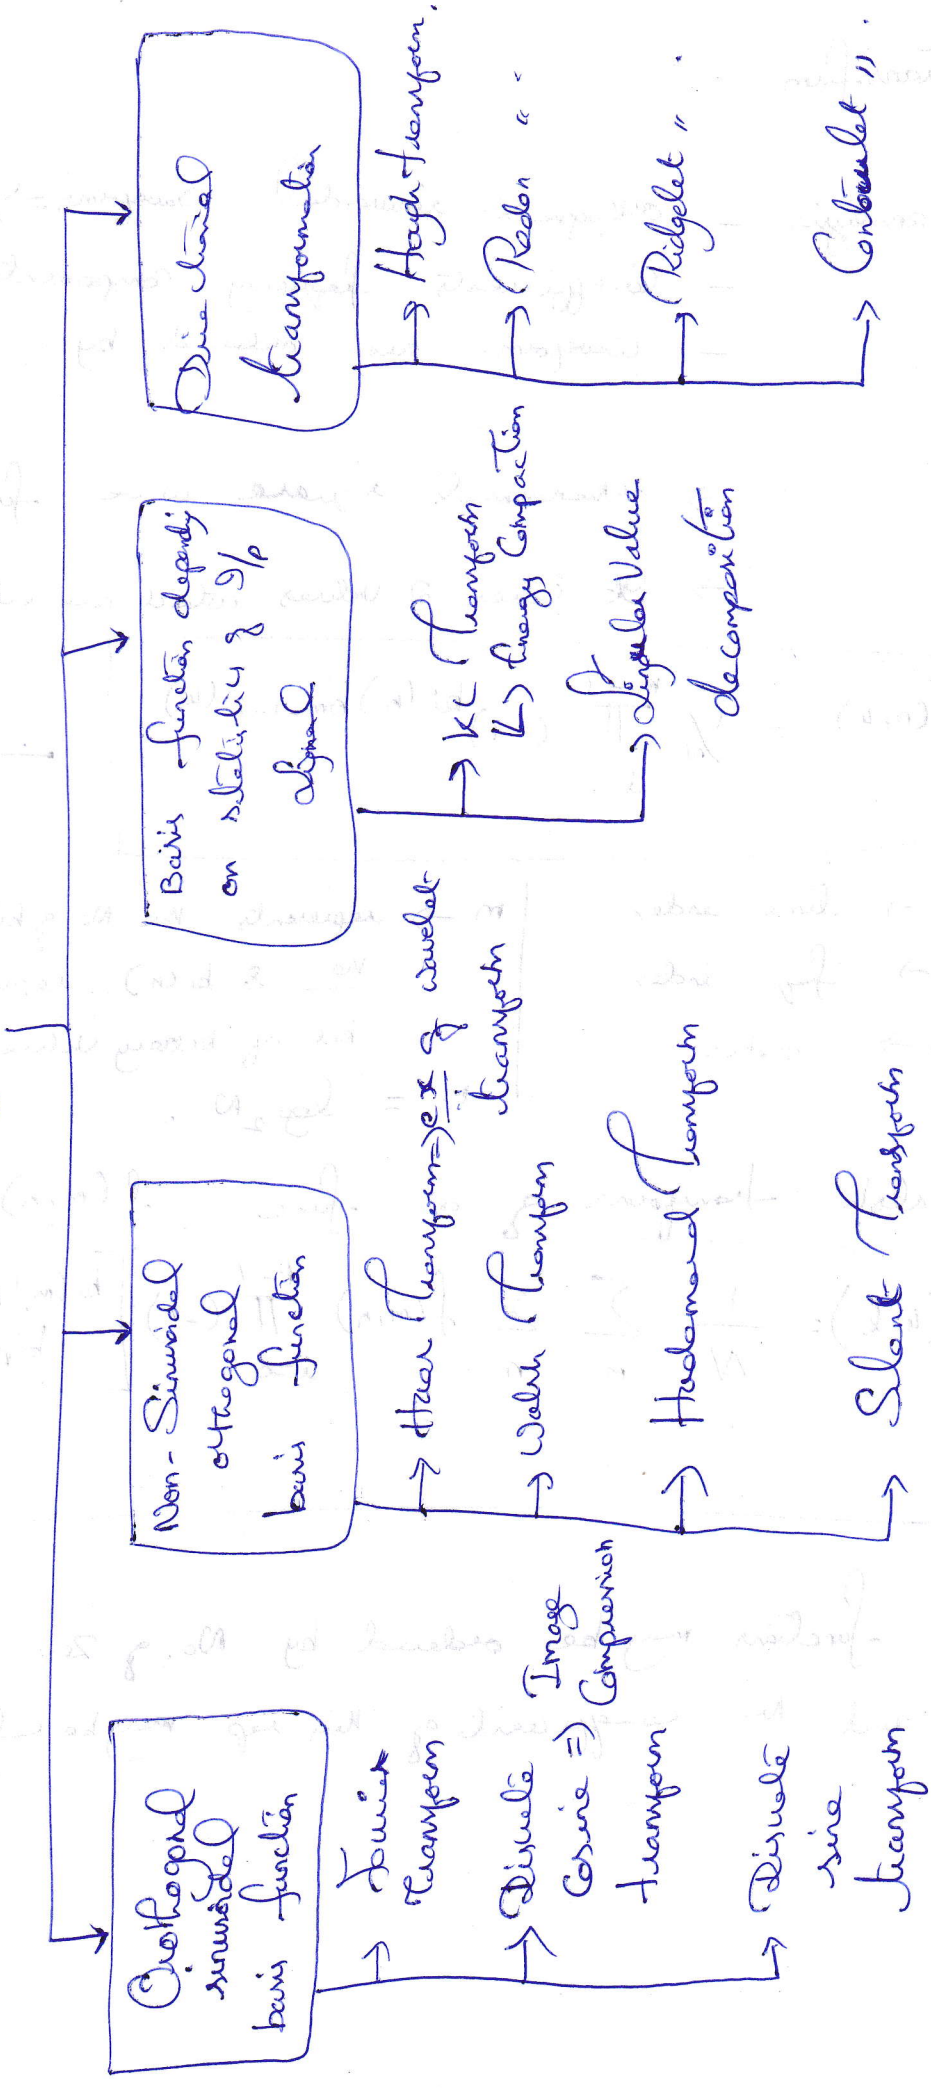 Orothogonal
sinusoidal
basis function
Fourier
Transform
Discrete
Cosine => Image
Compression
transform
Discrete
sine
transform
Non-Sinusoidal
orthogonal
basis function
Haar Transform => ex of wavelet
transform
Walsh Transform
Hadamard Transform
Slant Transform
Basis function depends
on statistics of I/p
signal
KL Transform
↳ Energy Compaction
Singular Value
decomposition
Directional
transformation
Hough transform.
Radon " .
Ridgelet " .
Contourlet " .